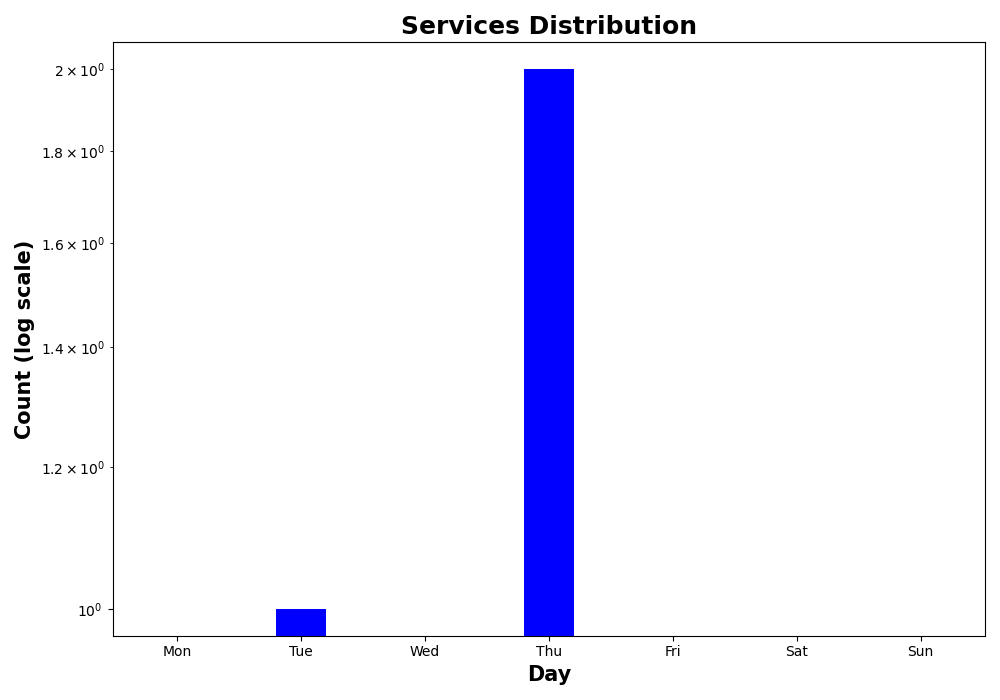 Services Distribution
Count (log scale)
2 × 10⁰
1.8 × 10⁰
1.6 × 10⁰
1.4 × 10⁰
1.2 × 10⁰
10⁰
Mon Tue Wed Thu Fri Sat Sun
Day